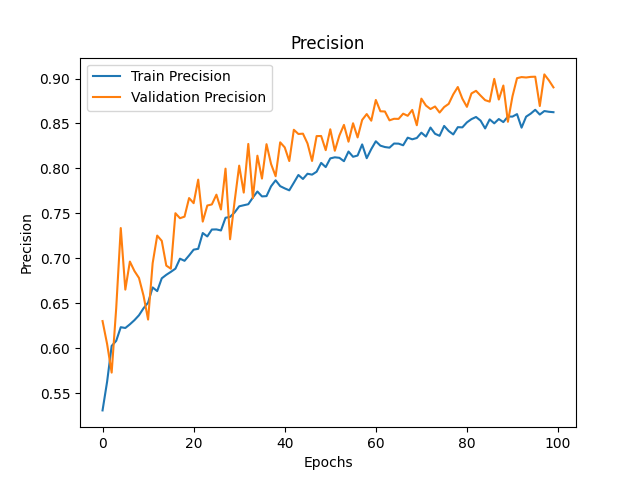 Precision
Train Precision
Validation Precision
Precision
0.90
0.85
0.80
0.75
0.70
0.65
0.60
0.55
0 20 40 60 80 100
Epochs